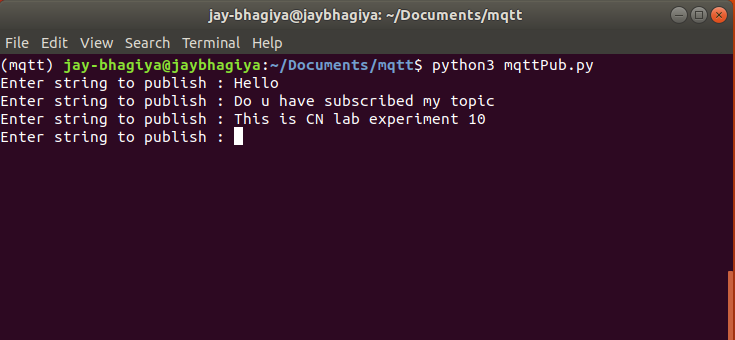 jay-bhagiya@jaybhagiya: ~/Documents/mqtt
File Edit View Search Terminal Help
(mqtt) jay-bhagiya@jaybhagiya:~/Documents/mqtt$ python3 mqttPub.py
Enter string to publish : Hello
Enter string to publish : Do u have subscribed my topic
Enter string to publish : This is CN lab experiment 10
Enter string to publish :